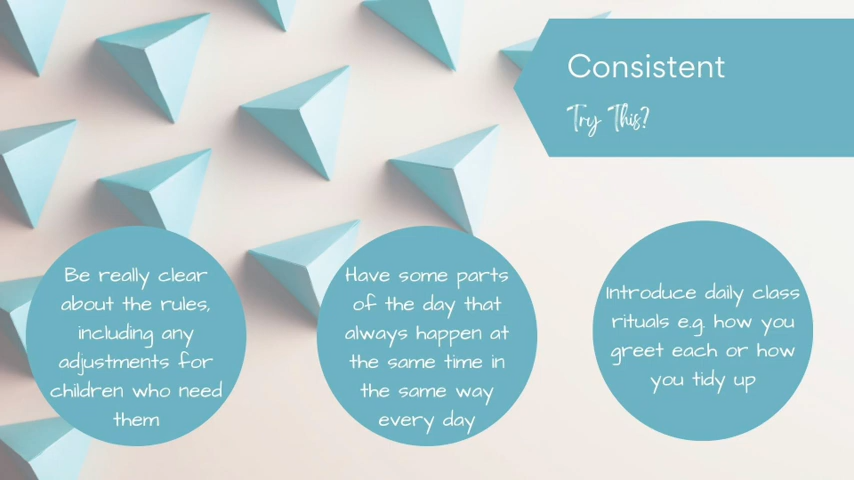 Consistent
Try This?
Be really clear
about the rules,
including any
adjustments for
children who need
them
Have some parts
of the day that
always happen at
the same time in
the same way
every day
Introduce daily class
rituals e.g. how you
greet each or how
you tidy up